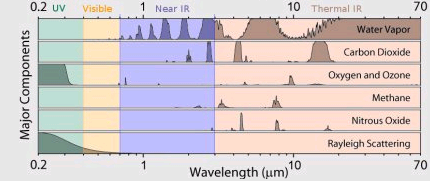 0.2 1 10 70
UV Visible Near IR Thermal IR
Major Components
Water Vapor
Carbon Dioxide
Oxygen and Ozone
Methane
Nitrous Oxide
Rayleigh Scattering
0.2 1 10 70
Wavelength (μm)